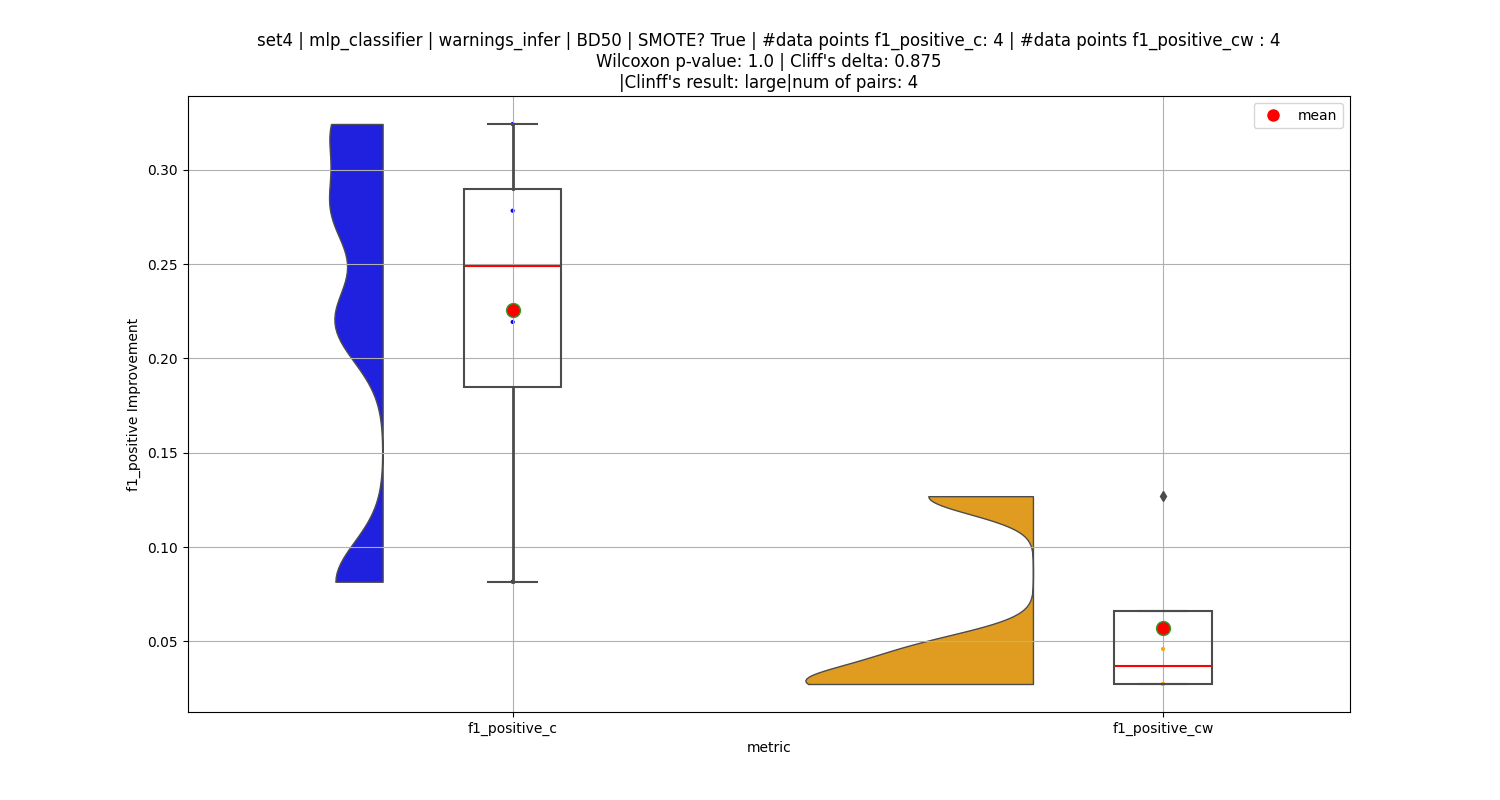 set4 | mlp_classifier | warnings_infer | BD50 | SMOTE? True | #data points f1_positive_c: 4 | #data points f1_positive_cw : 4
Wilcoxon p-value: 1.0 | Cliff's delta: 0.875
|Clinff's result: large|num of pairs: 4
mean
0.30
0.25
0.20
0.15
0.10
0.05
f1_positive Improvement
f1_positive_c
f1_positive_cw
metric